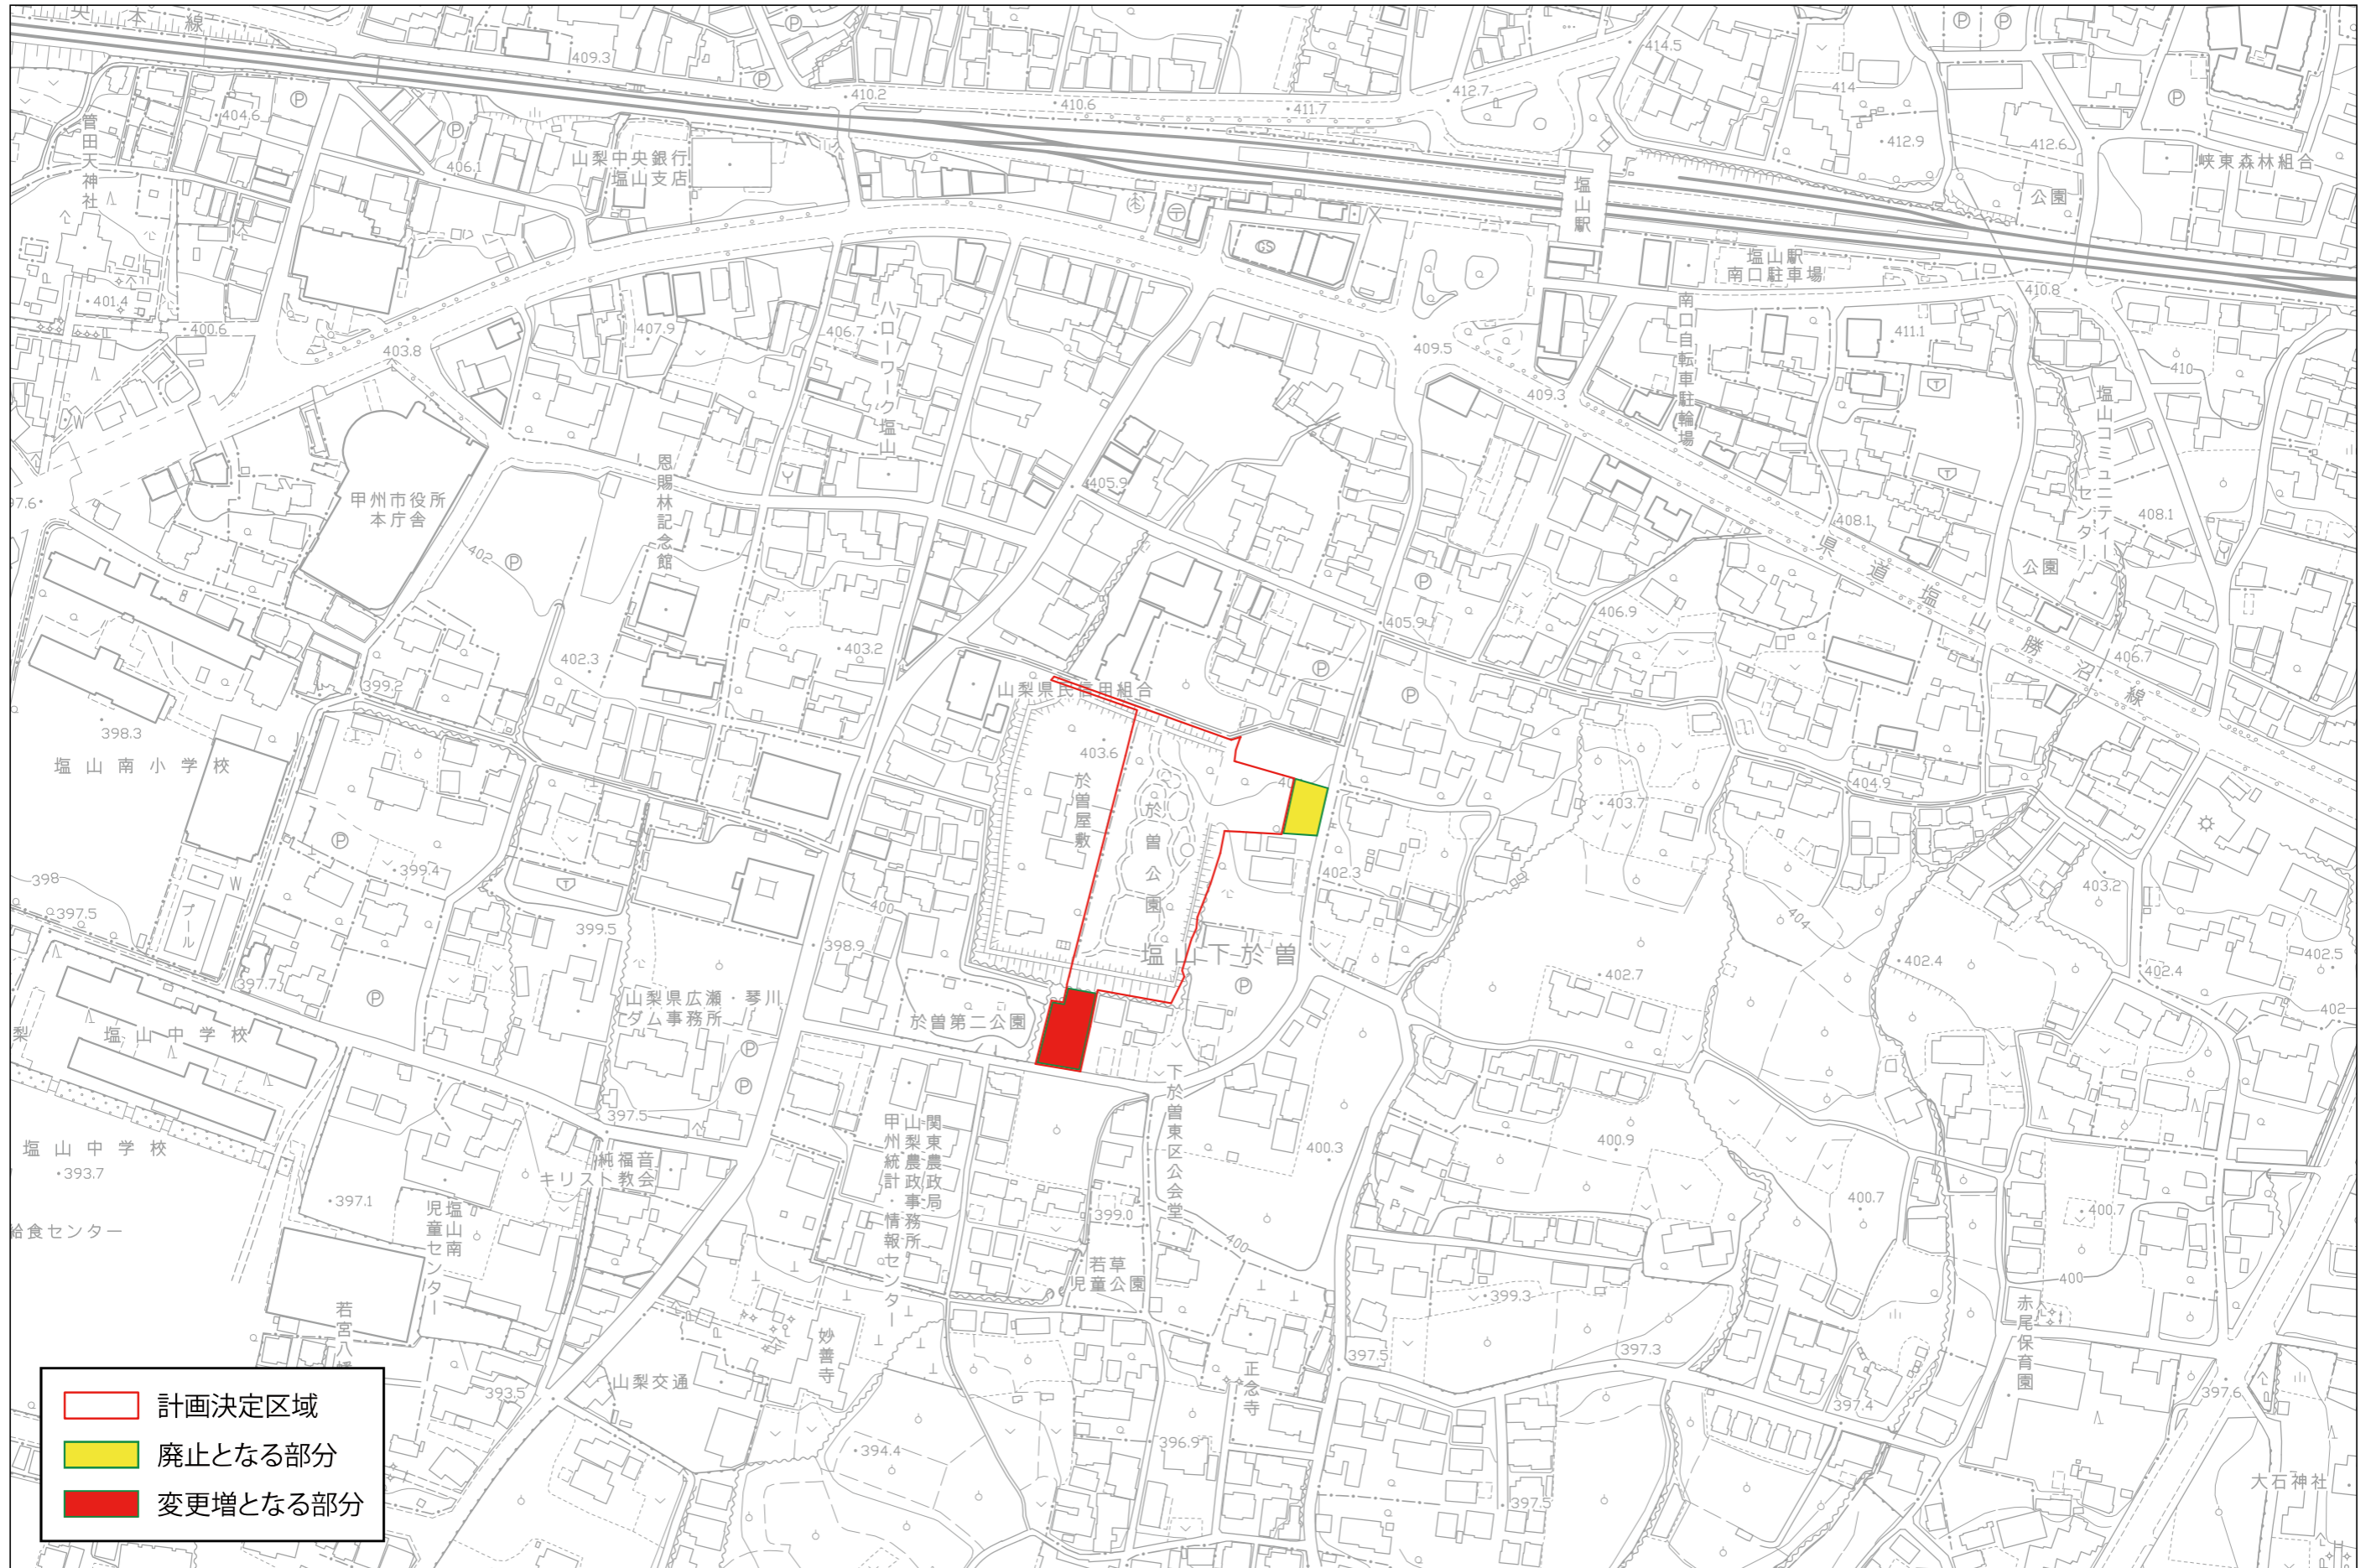 央本線
409.3
410.2
410.6
411.7
412.7
414.5
414
412.9
412.6
404.6
406.1
菅田天神社
山梨中央銀行
塩山支店
塩山駅
公園
峡東森林組合
GS
塩山駅
南口駐車場
410.8
401.4
400.6
403.8
407.9
406.7
ハローワーク塩山
409.5
409.3
南口自転車駐輪場
411.1
410
塩山コミュニティー
センター
97.6
甲州市役所
本庁舎
402
恩賜林記念館
405.9
408.1
408.1
県道塩山勝沼線
公園
406.9
405.9
406.7
399.2
402.3
403.2
398.3
塩山南小学校
山梨県民信用組合
403.6
於曽屋敷
於曽公園
40
403.7
404.9
402.3
403.2
404
398
397.5
399.4
プール
W
400
399.5
398.9
塩山下於曽
402.7
402.4
402.4
402.5
402
397.7
山梨県広瀬・琴川
ダム事務所
於曽第二公園
梨
塩山中学校
塩山中学校
393.7
397.5
純福音
キリスト教会
397.1
塩山南
児童センター
給食センター
関東農政局
山梨農政事務所
甲州統計・情報センター
下於曽東区公会堂
399.0
400.3
400.9
400.7
400.7
400
400
若草
児童公園
399.3
397.3
397.5
397.4
397.6
赤尾保育園
若宮八幡
妙善寺
正念寺
山梨交通
393.5
394.4
396.9
397.5
大石神社
計画決定区域
廃止となる部分
変更増となる部分